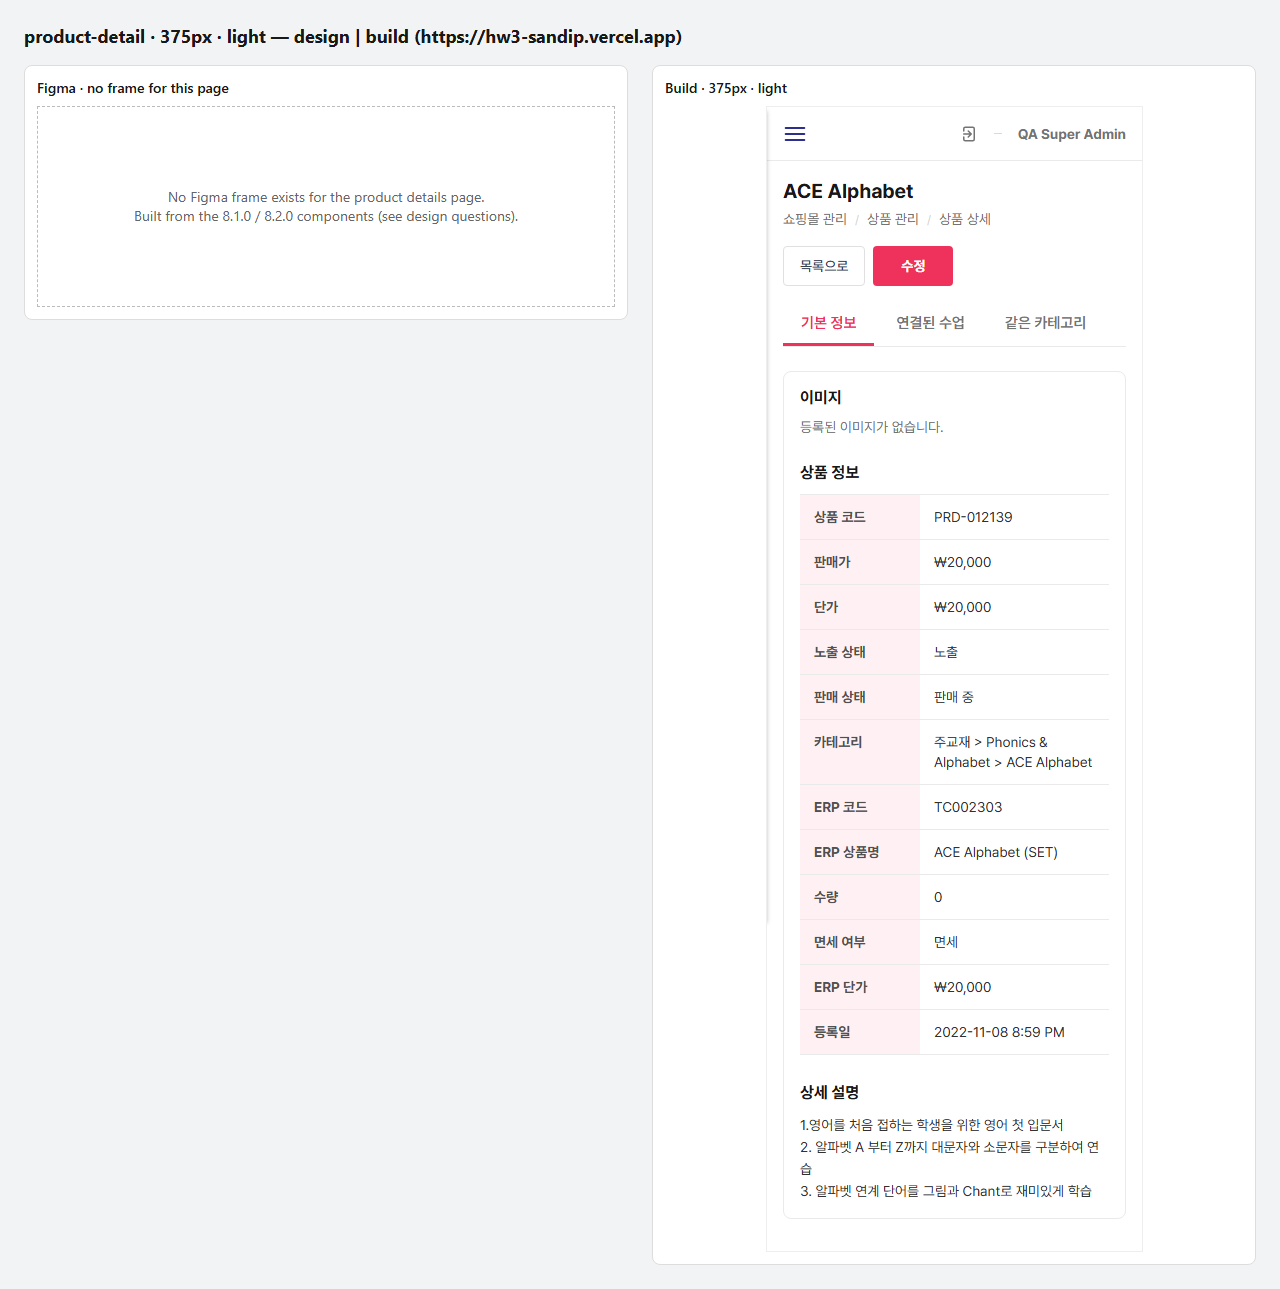 product-detail · 375px · light — design | build (https://hw3-sandip.vercel.app)
Figma · no frame for this page
No Figma frame exists for the product details page.
Built from the 8.1.0 / 8.2.0 components (see design questions).
Build · 375px · light
QA Super Admin
ACE Alphabet
쇼핑몰 관리 / 상품 관리 / 상품 상세
목록으로 수정
기본 정보 연결된 수업 같은 카테고리
이미지
등록된 이미지가 없습니다.
상품 정보
상품 코드 PRD-012139
판매가 ₩20,000
단가 ₩20,000
노출 상태 노출
판매 상태 판매 중
카테고리 주교재 > Phonics &
Alphabet > ACE Alphabet
ERP 코드 TC002303
ERP 상품명 ACE Alphabet (SET)
수량 0
면세 여부 면세
ERP 단가 ₩20,000
등록일 2022-11-08 8:59 PM
상세 설명
1.영어를 처음 접하는 학생을 위한 영어 첫 입문서
2. 알파벳 A 부터 Z까지 대문자와 소문자를 구분하여 연
습
3. 알파벳 연계 단어를 그림과 Chant로 재미있게 학습